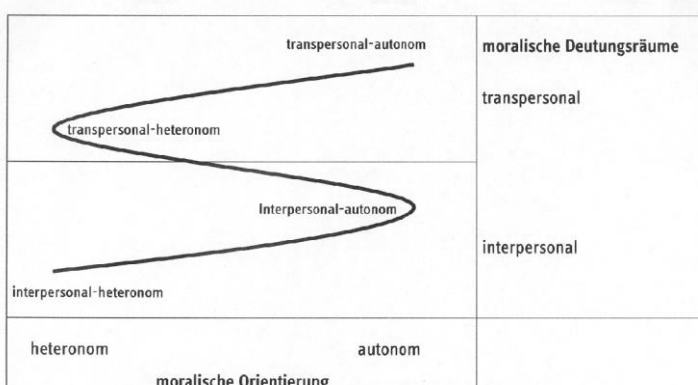 transpersonal-autonom
moralische Deutungsräume
transpersonal
transpersonal-heteronom
Interpersonal-autonom
interpersonal
interpersonal-heteronom
heteronom
autonom
moralische Orientierung